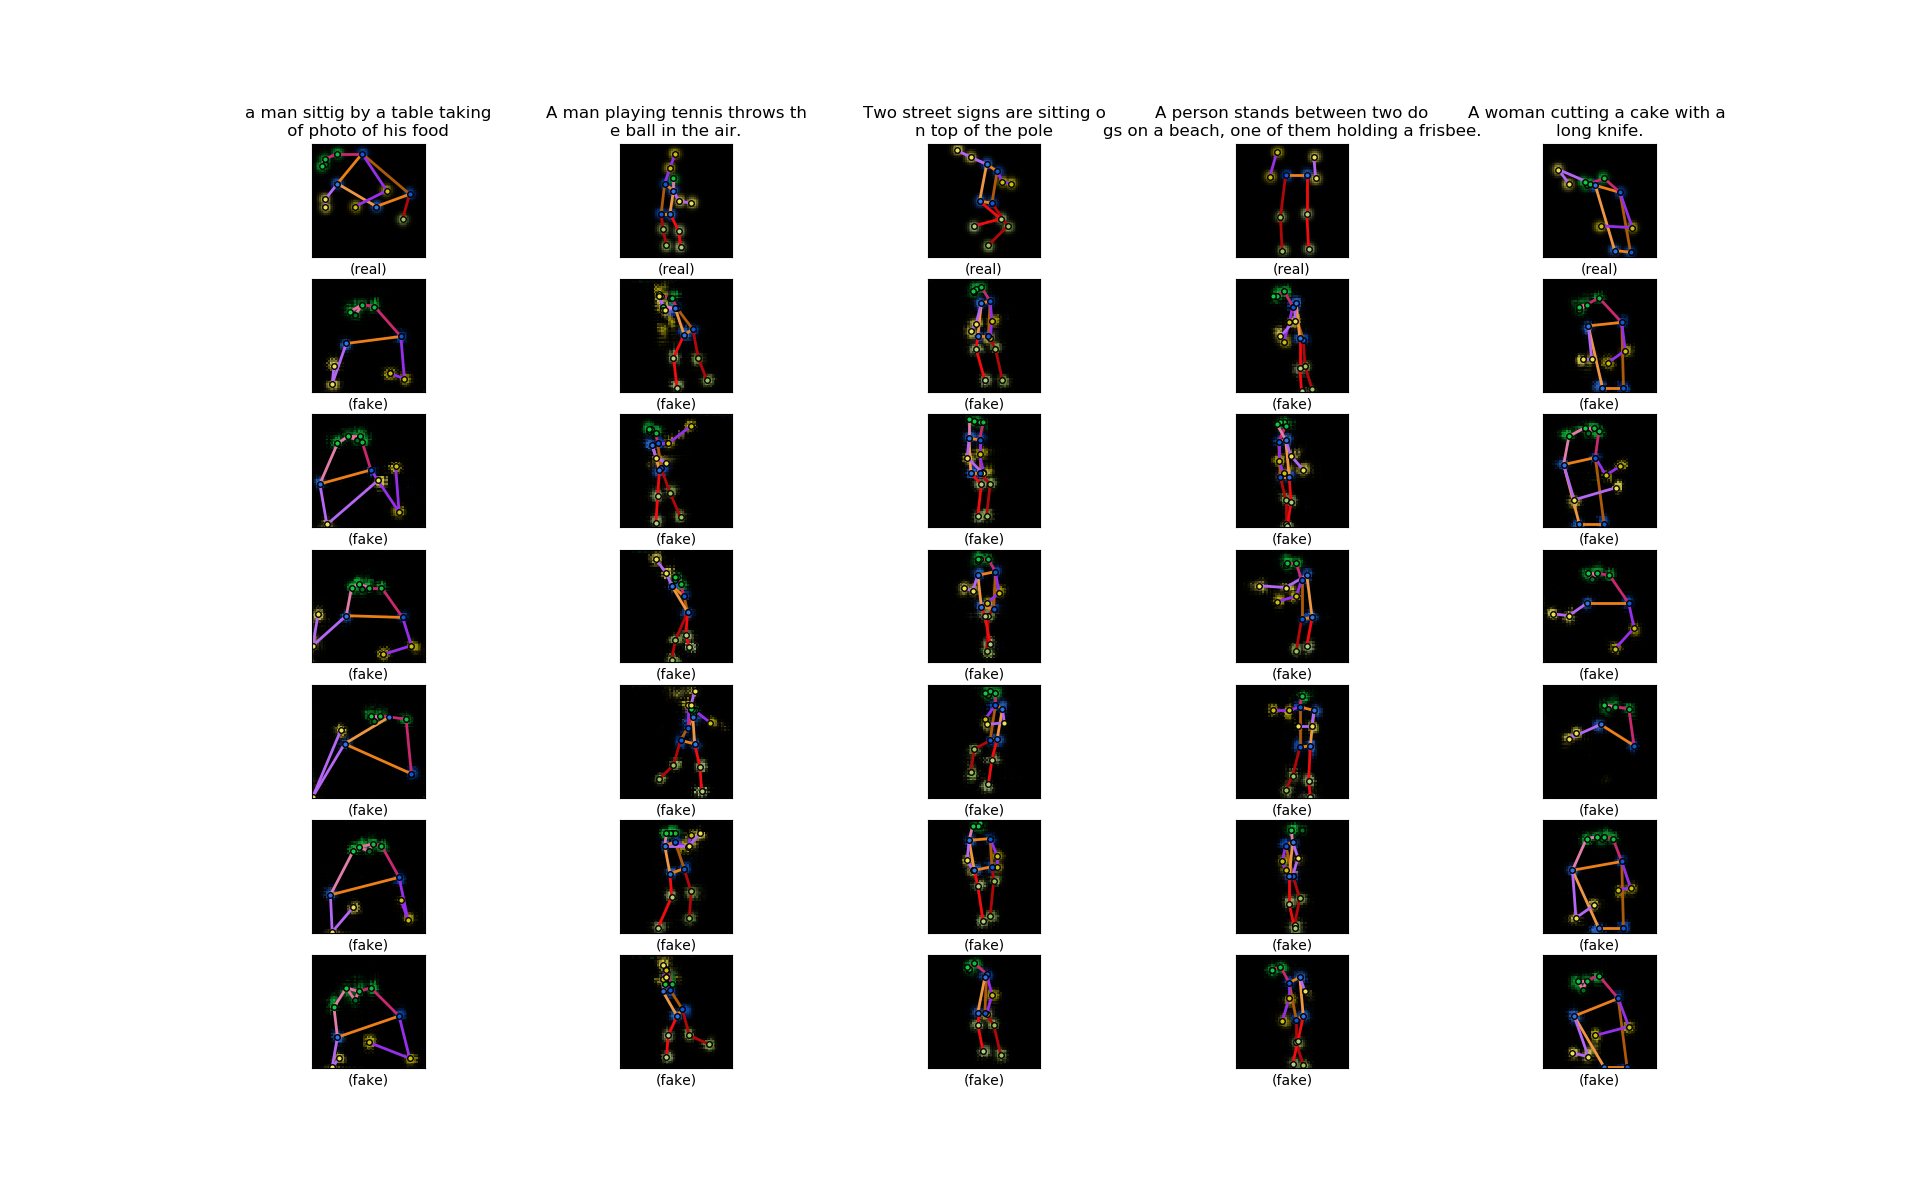 a man sittig by a table taking
of photo of his food
A man playing tennis throws th
e ball in the air.
Two street signs are sitting o
n top of the pole
A person stands between two do
gs on a beach, one of them holding a frisbee.
A woman cutting a cake with a
long knife.
(real) (real) (real) (real) (real)
(fake) (fake) (fake) (fake) (fake)
(fake) (fake) (fake) (fake) (fake)
(fake) (fake) (fake) (fake) (fake)
(fake) (fake) (fake) (fake) (fake)
(fake) (fake) (fake) (fake) (fake)
(fake) (fake) (fake) (fake) (fake)